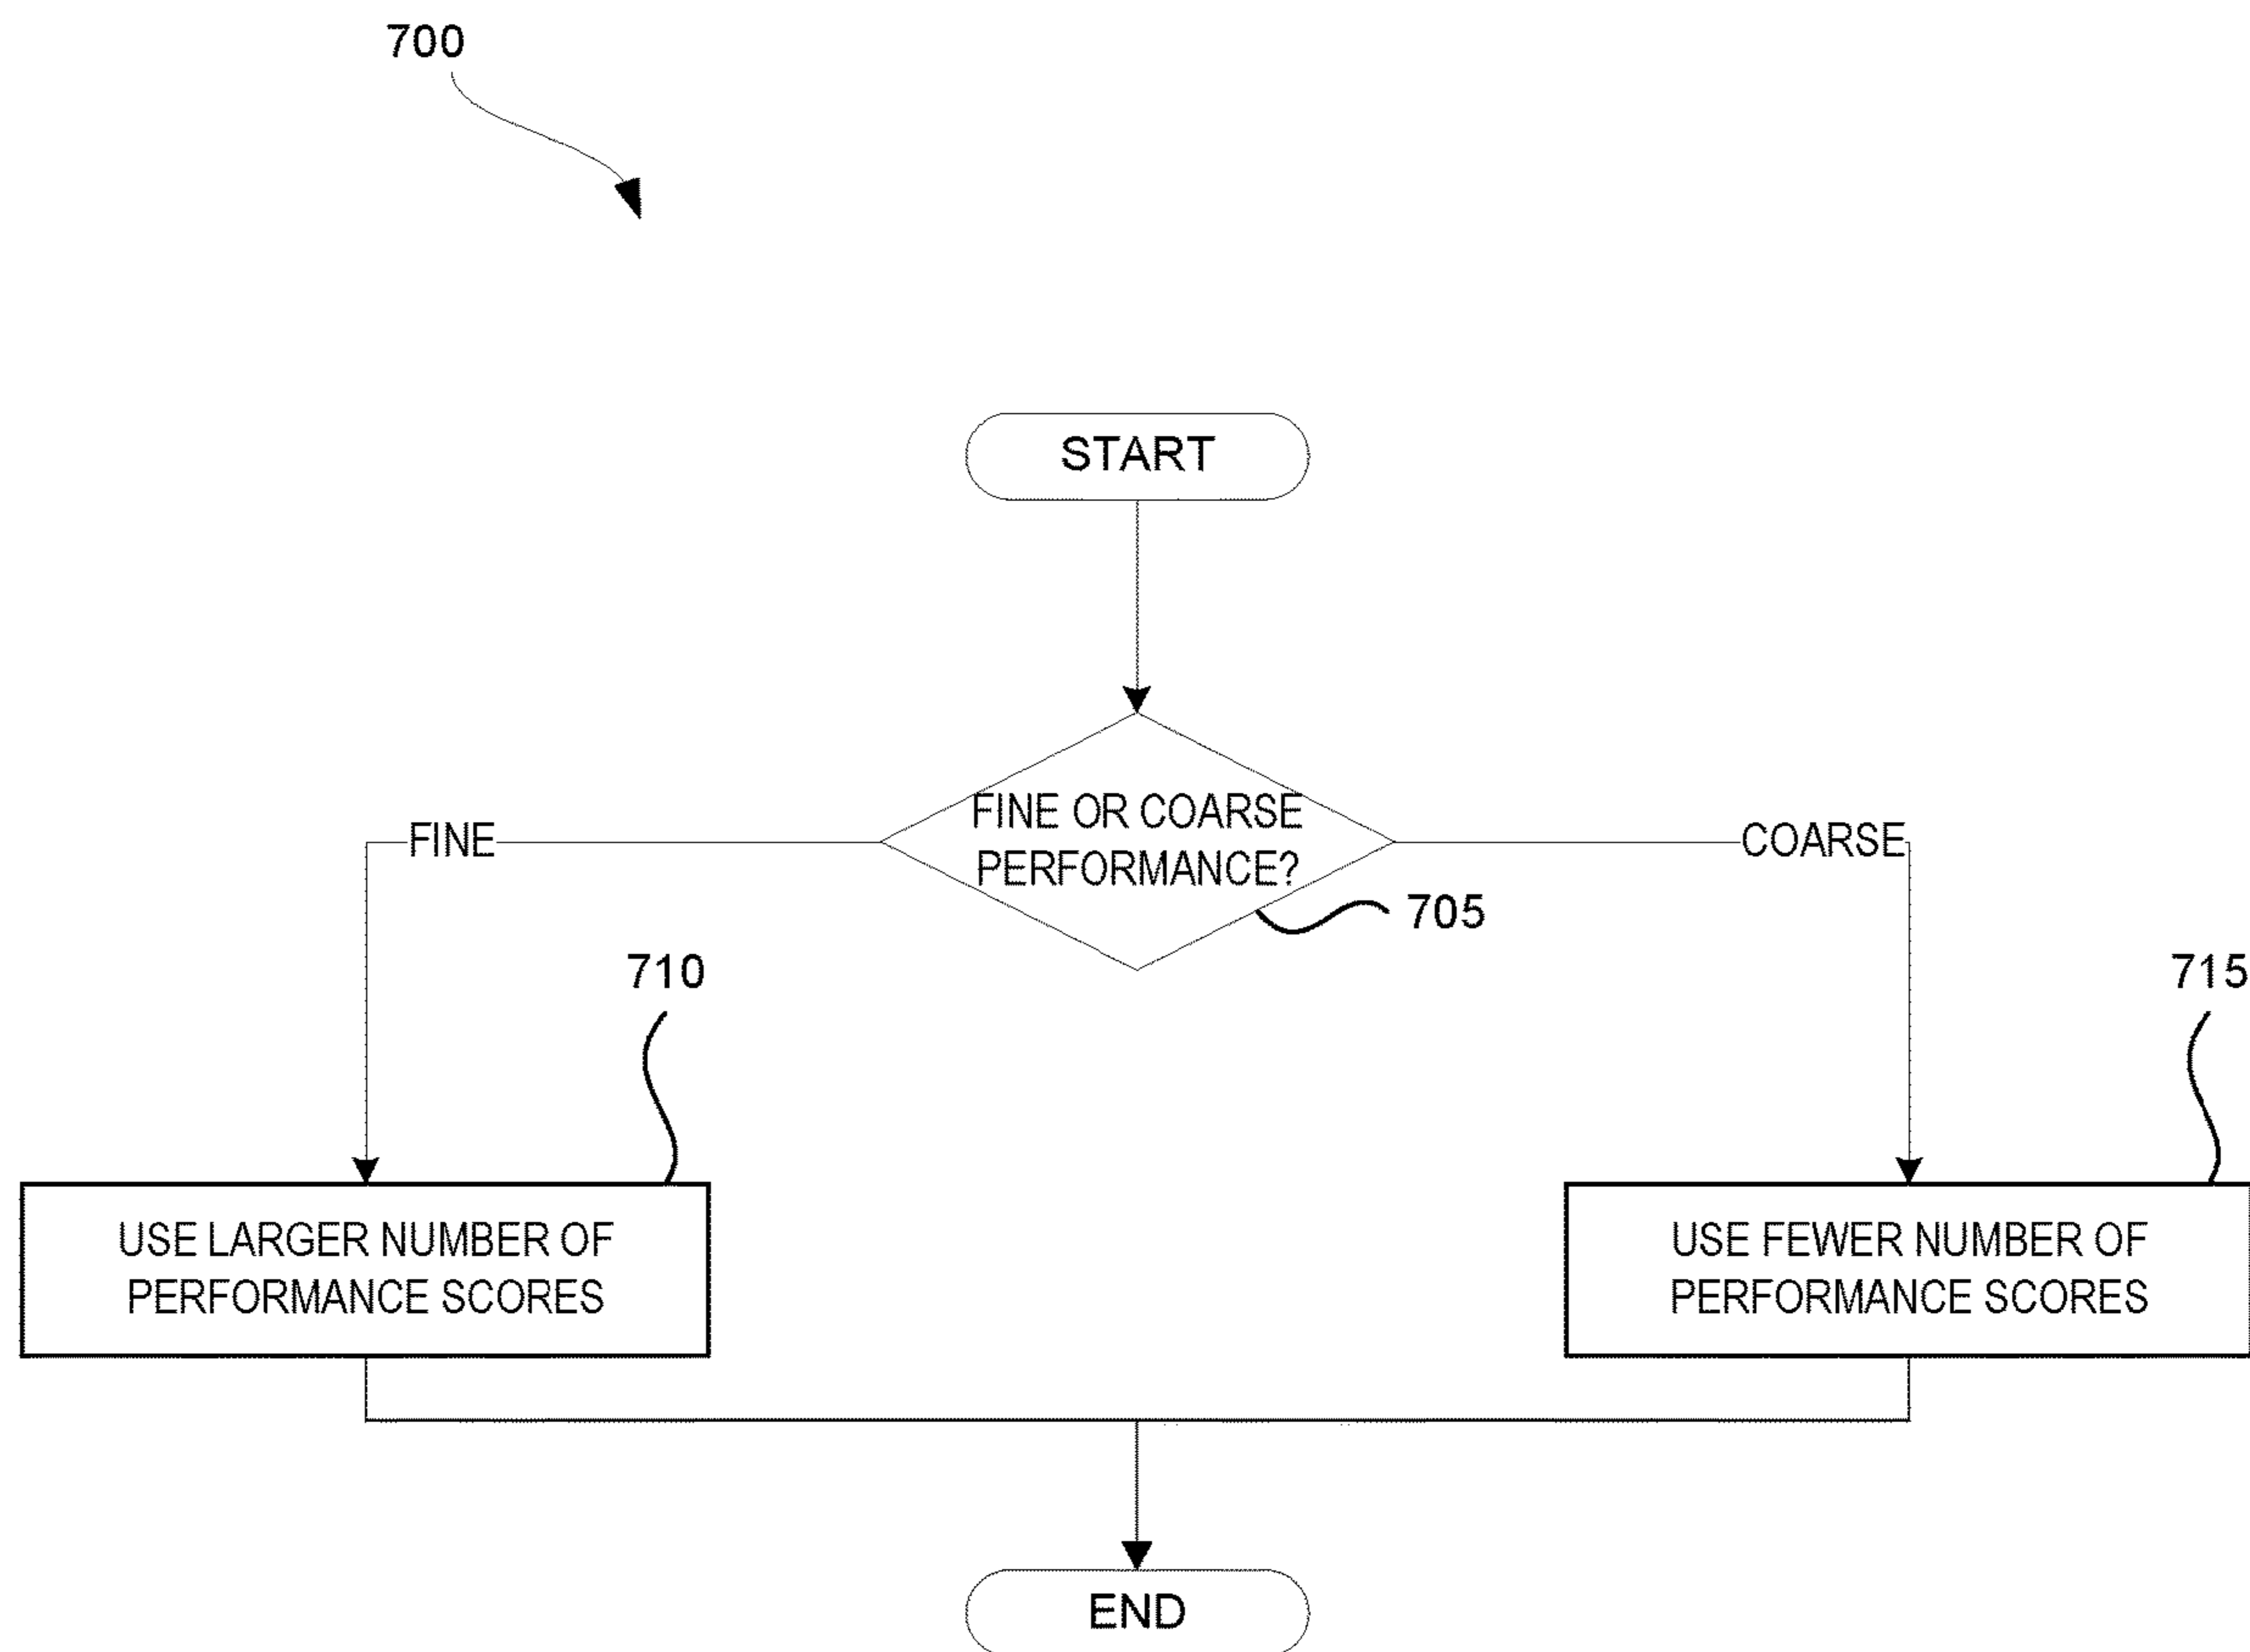 700
START
FINE OR COARSE
PERFORMANCE?
FINE
COARSE
705
710
715
USE LARGER NUMBER OF
PERFORMANCE SCORES
USE FEWER NUMBER OF
PERFORMANCE SCORES
END